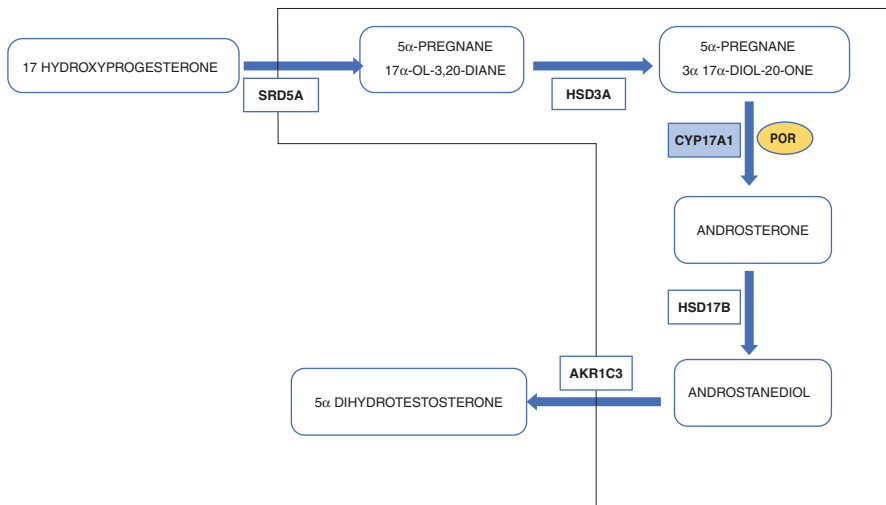 17 HYDROXYPROGESTERONE
SRD5A
5α-PREGNANE
17α-OL-3,20-DIANE
HSD3A
5α-PREGNANE
3α 17α-DIOL-20-ONE
CYP17A1
POR
ANDROSTERONE
HSD17B
ANDROSTANEDIOL
AKR1C3
5α DIHYDROTESTOSTERONE